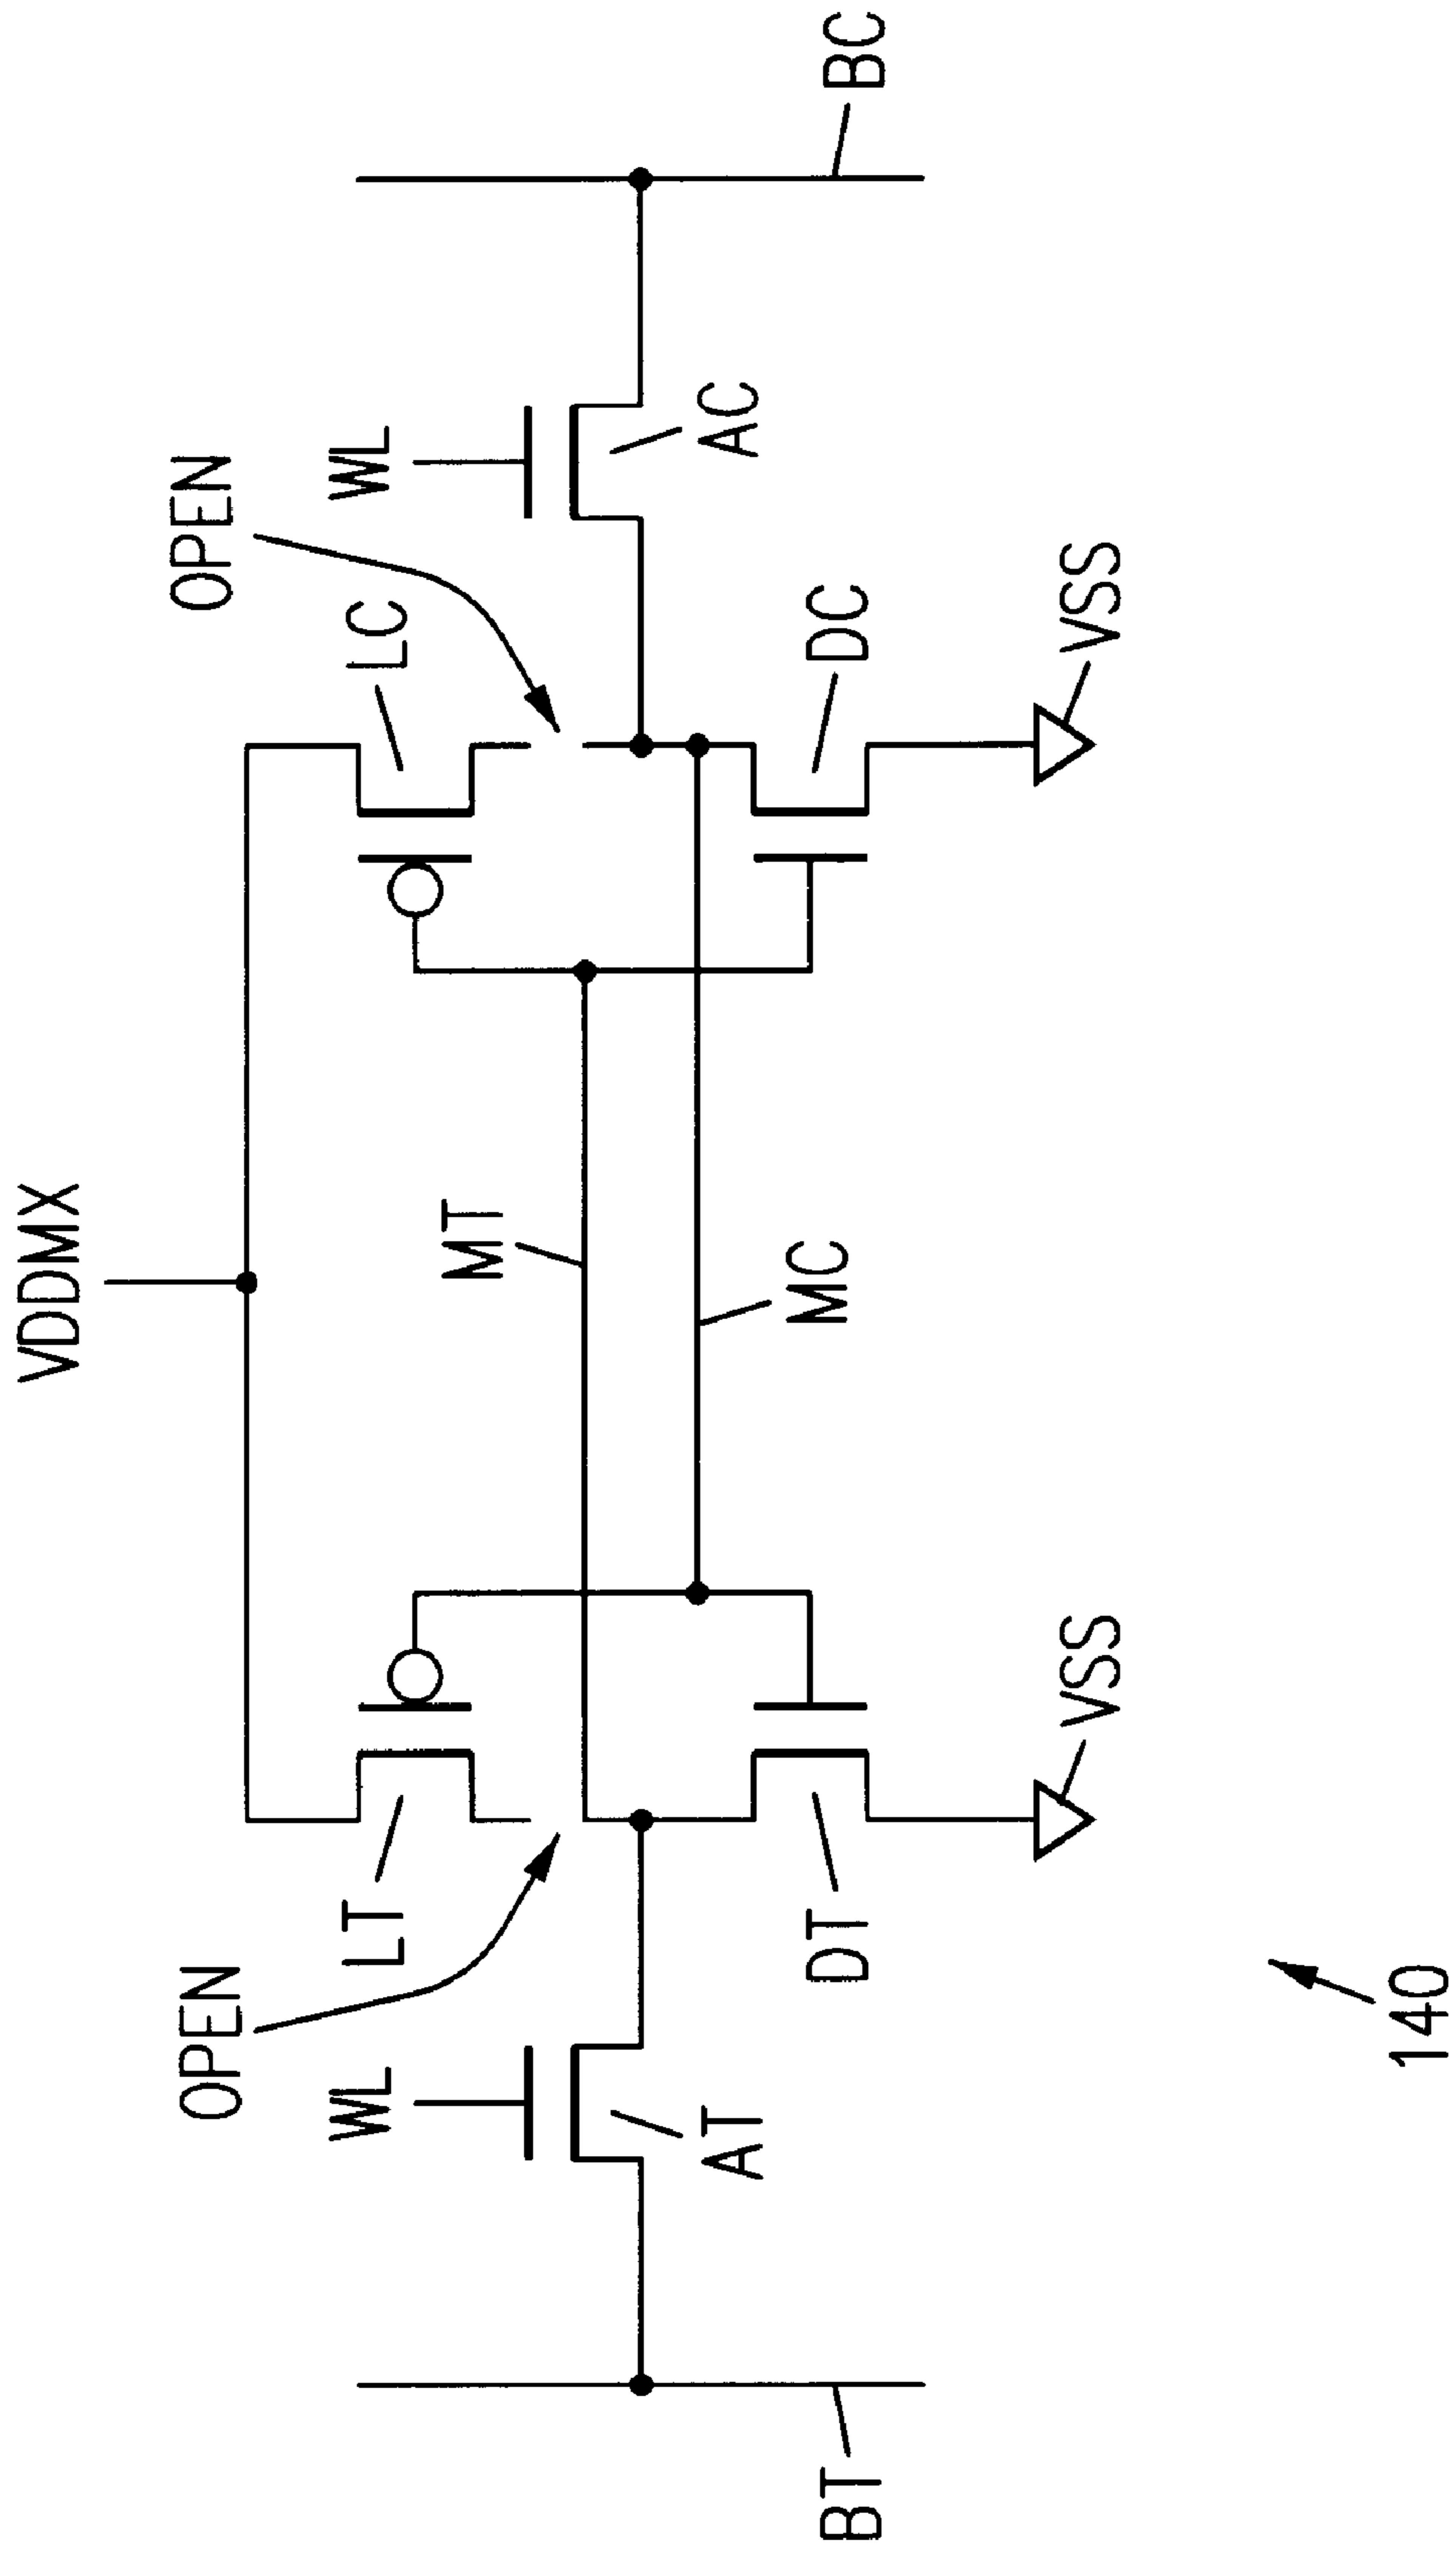 VDDMX
OPEN
OPEN
WL
LT
LC
WL
MT
AT
AC
MC
BT
DT
DC
BC
VSS
VSS
140